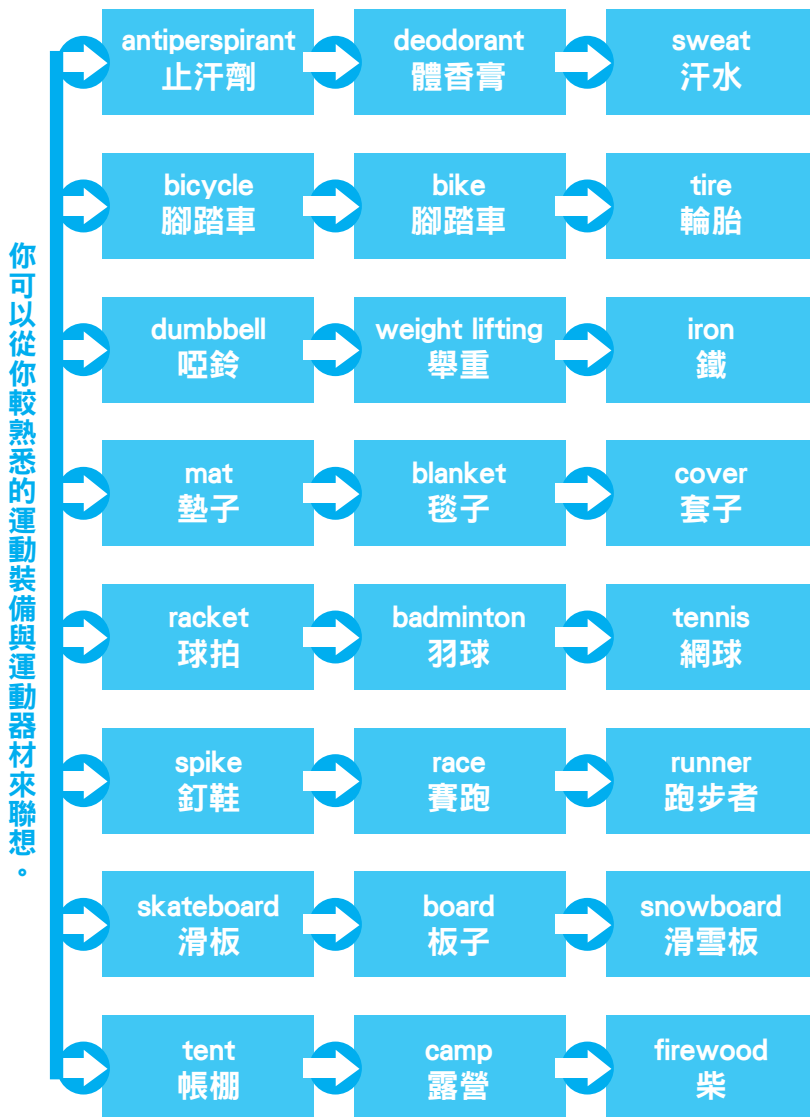 你可以從你較熟悉的運動裝備與運動器材來聯想。
antiperspirant
止汗劑
deodorant
體香膏
sweat
汗水
bicycle
腳踏車
bike
腳踏車
tire
輪胎
dumbbell
啞鈴
weight lifting
舉重
iron
鐵
mat
墊子
blanket
毯子
cover
套子
racket
球拍
badminton
羽球
tennis
網球
spike
釘鞋
race
賽跑
runner
跑步者
skateboard
滑板
board
板子
snowboard
滑雪板
tent
帳棚
camp
露營
firewood
柴